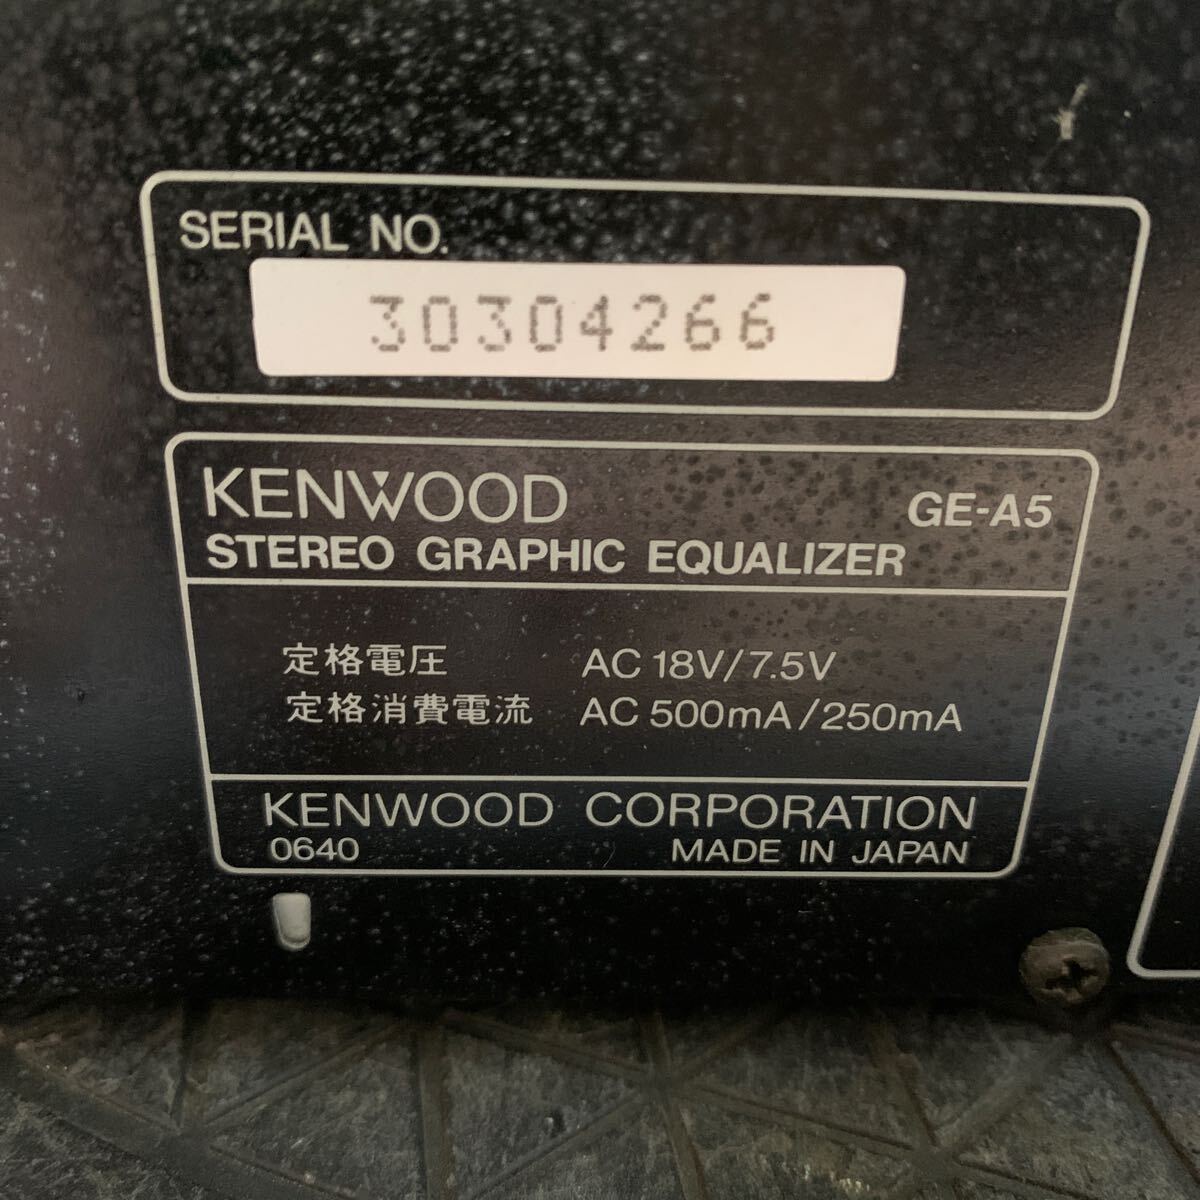 SERIAL NO.
30304266
KENWOOD GE-A5
STEREO GRAPHIC EQUALIZER
定格電圧 AC 18V/7.5V
定格消費電流 AC 500mA/250mA
KENWOOD CORPORATION
0640 MADE IN JAPAN